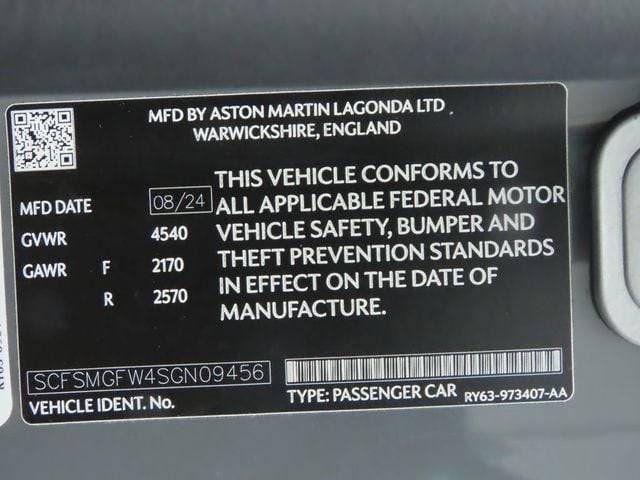 MFD BY ASTON MARTIN LAGONDA LTD
WARWICKSHIRE, ENGLAND
THIS VEHICLE CONFORMS TO
ALL APPLICABLE FEDERAL MOTOR
VEHICLE SAFETY, BUMPER AND
THEFT PREVENTION STANDARDS
IN EFFECT ON THE DATE OF
MANUFACTURE.
MFD DATE 08/24
GVWR 4540
GAWR F 2170
R 2570
SCFSMGFW4SGN09456
VEHICLE IDENT. No.
TYPE: PASSENGER CAR RY63-973407-AA